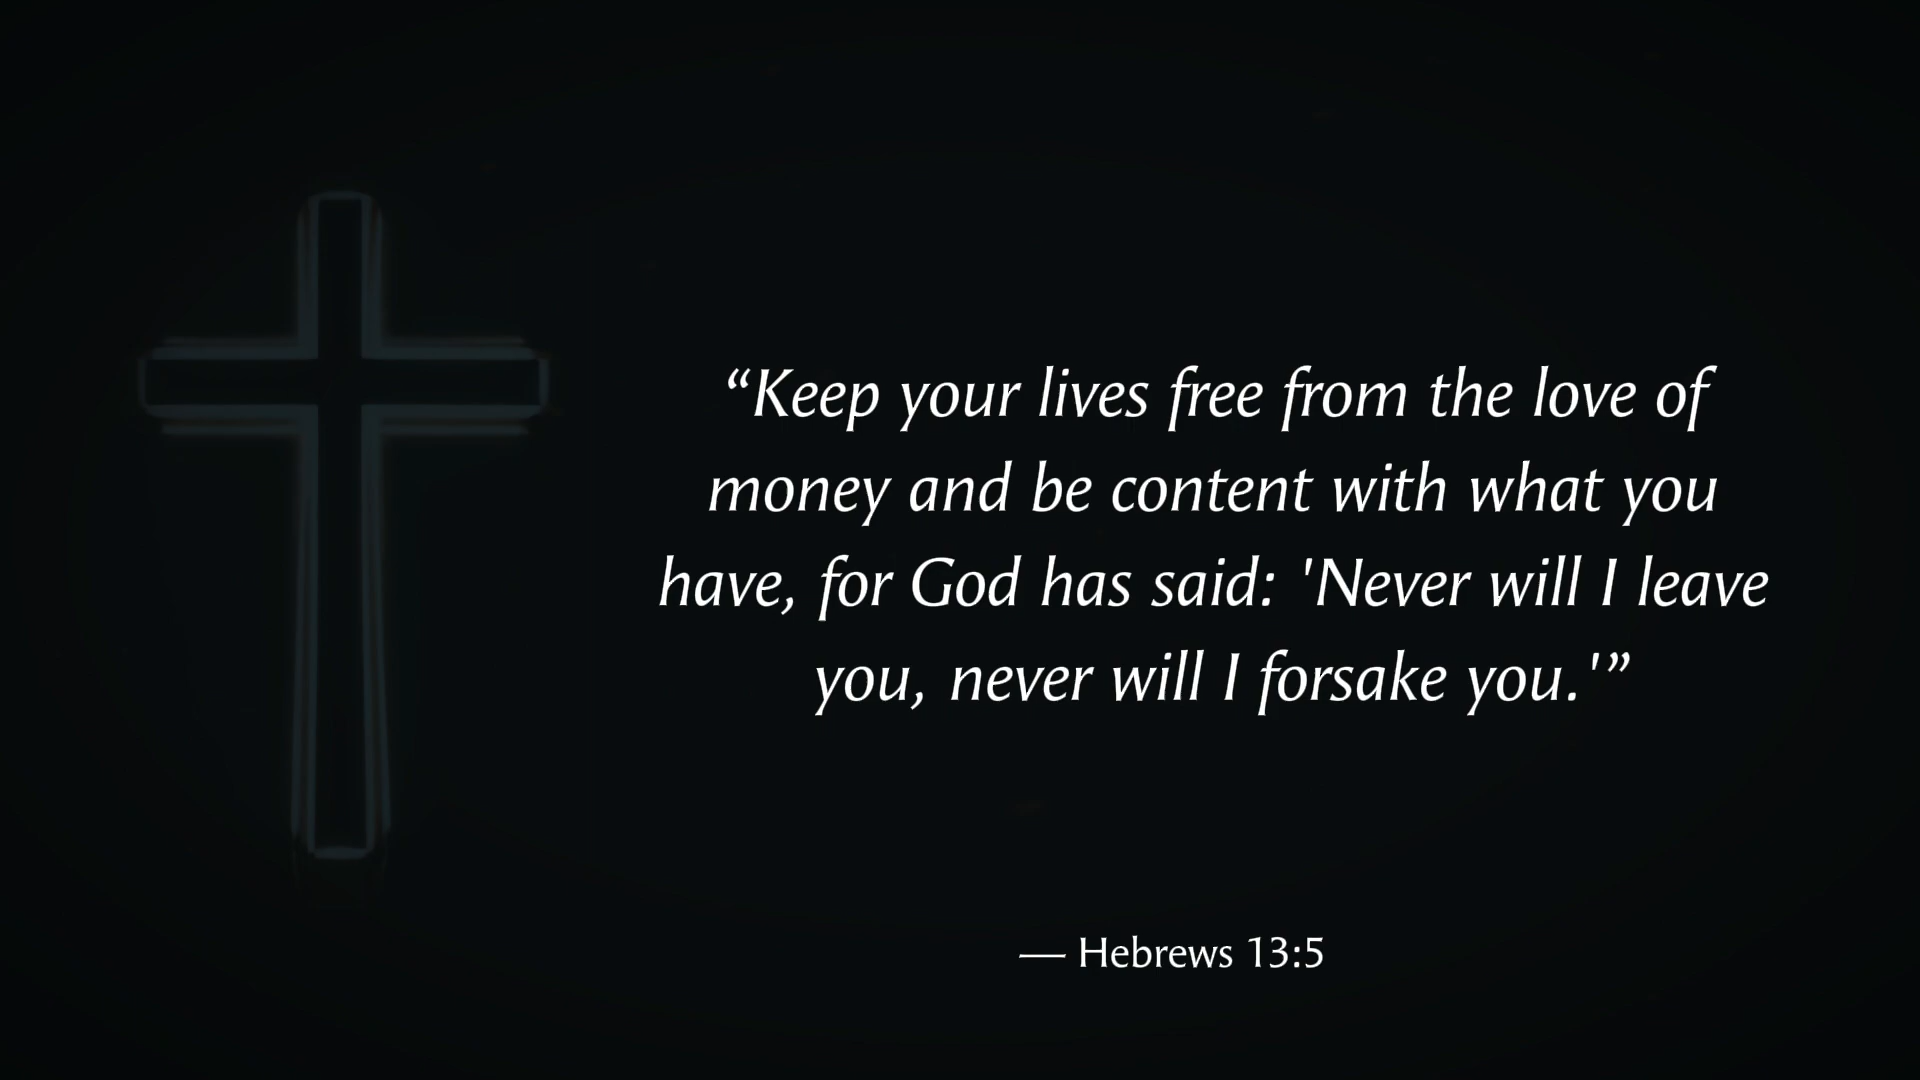 “Keep your lives free from the love of
money and be content with what you
have, for God has said: 'Never will I leave
you, never will I forsake you.'”
— Hebrews 13:5